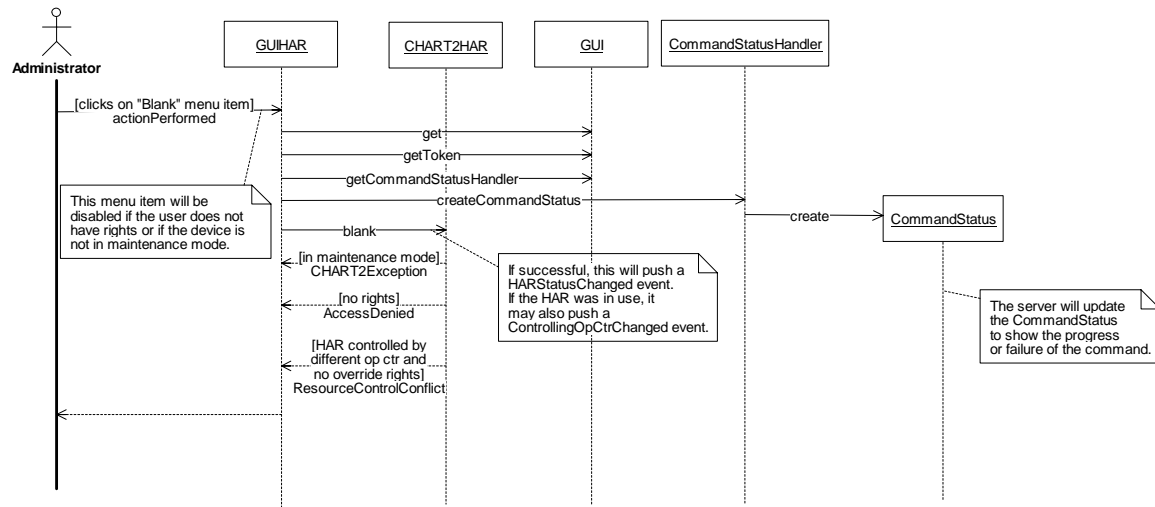 Administrator
GUIHAR
CHART2HAR
GUI
CommandStatusHandler
[clicks on "Blank" menu item]
actionPerformed
get
getToken
getCommandStatusHandler
createCommandStatus
create
CommandStatus
This menu item will be
disabled if the user does not
have rights or if the device is
not in maintenance mode.
blank
[in maintenance mode]
CHART2Exception
[no rights]
AccessDenied
[HAR controlled by
different op ctr and
no override rights]
ResourceControlConflict
If successful, this will push a
HARStatusChanged event.
If the HAR was in use, it
may also push a
ControllingOpCtrChanged event.
The server will update
the CommandStatus
to show the progress
or failure of the command.